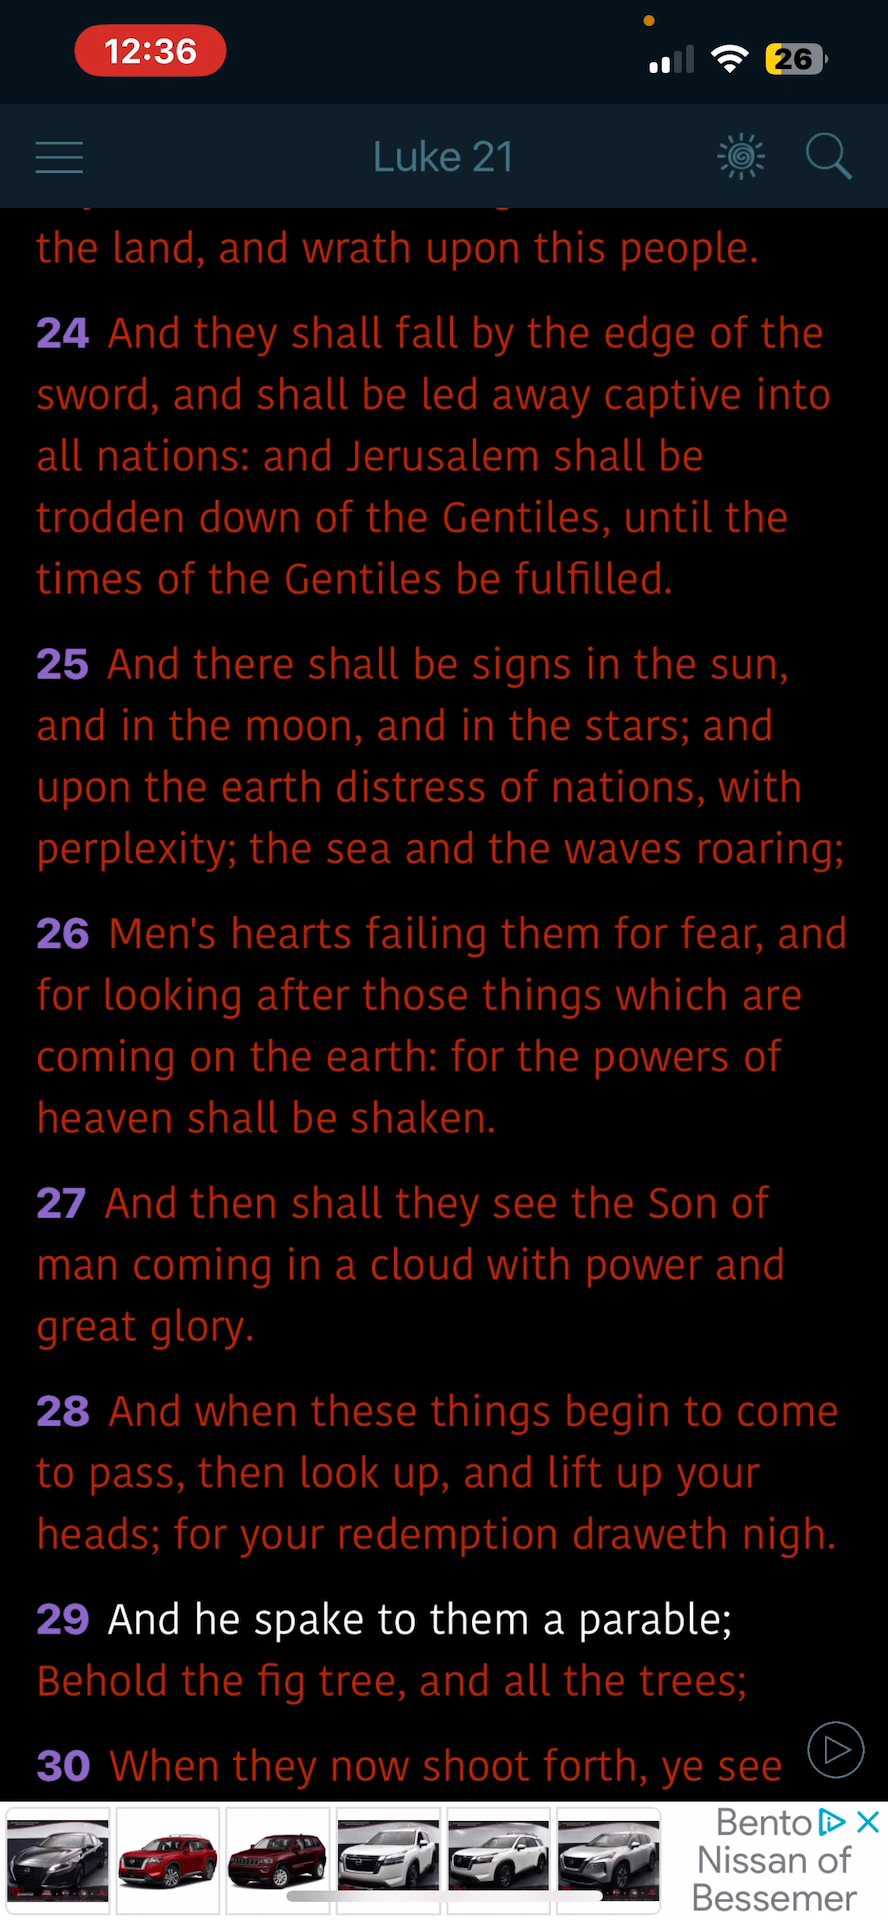 12:36
26
Luke 21
the land, and wrath upon this people.
24 And they shall fall by the edge of the
sword, and shall be led away captive into
all nations: and Jerusalem shall be
trodden down of the Gentiles, until the
times of the Gentiles be fulfilled.
25 And there shall be signs in the sun,
and in the moon, and in the stars; and
upon the earth distress of nations, with
perplexity; the sea and the waves roaring;
26 Men's hearts failing them for fear, and
for looking after those things which are
coming on the earth: for the powers of
heaven shall be shaken.
27 And then shall they see the Son of
man coming in a cloud with power and
great glory.
28 And when these things begin to come
to pass, then look up, and lift up your
heads; for your redemption draweth nigh.
29 And he spake to them a parable;
Behold the fig tree, and all the trees;
30 When they now shoot forth, ye see
Bento
Nissan of
Bessemer